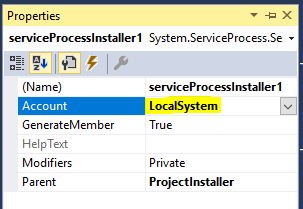 Properties
serviceProcessInstaller1 System.ServiceProcess.Se
(Name) serviceProcessInstaller1
Account LocalSystem
GenerateMember True
HelpText
Modifiers Private
Parent ProjectInstaller